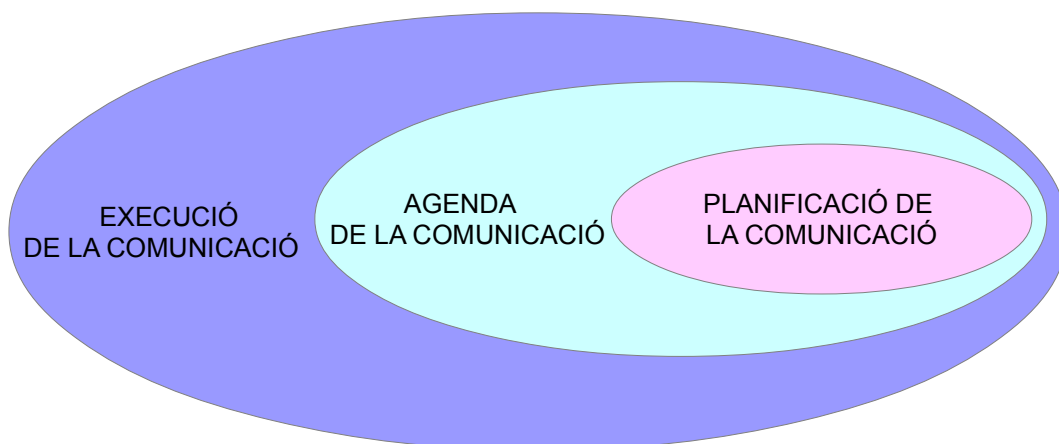 EXECUCIÓ
DE LA COMUNICACIÓ
AGENDA
DE LA COMUNICACIÓ
PLANIFICACIÓ DE
LA COMUNICACIÓ